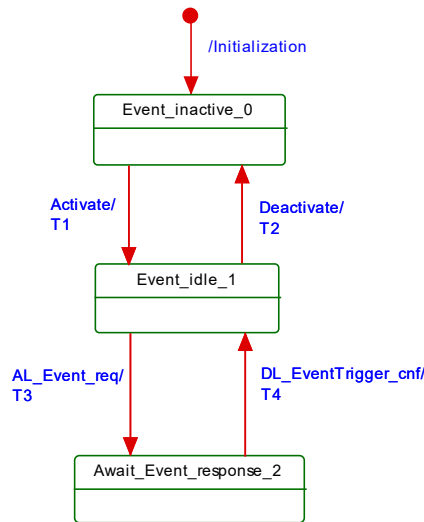 /Initialization
Event_inactive_0
Activate/
T1
Deactivate/
T2
Event_idle_1
AL_Event_req/
T3
DL_EventTrigger_cnf/
T4
Await_Event_response_2